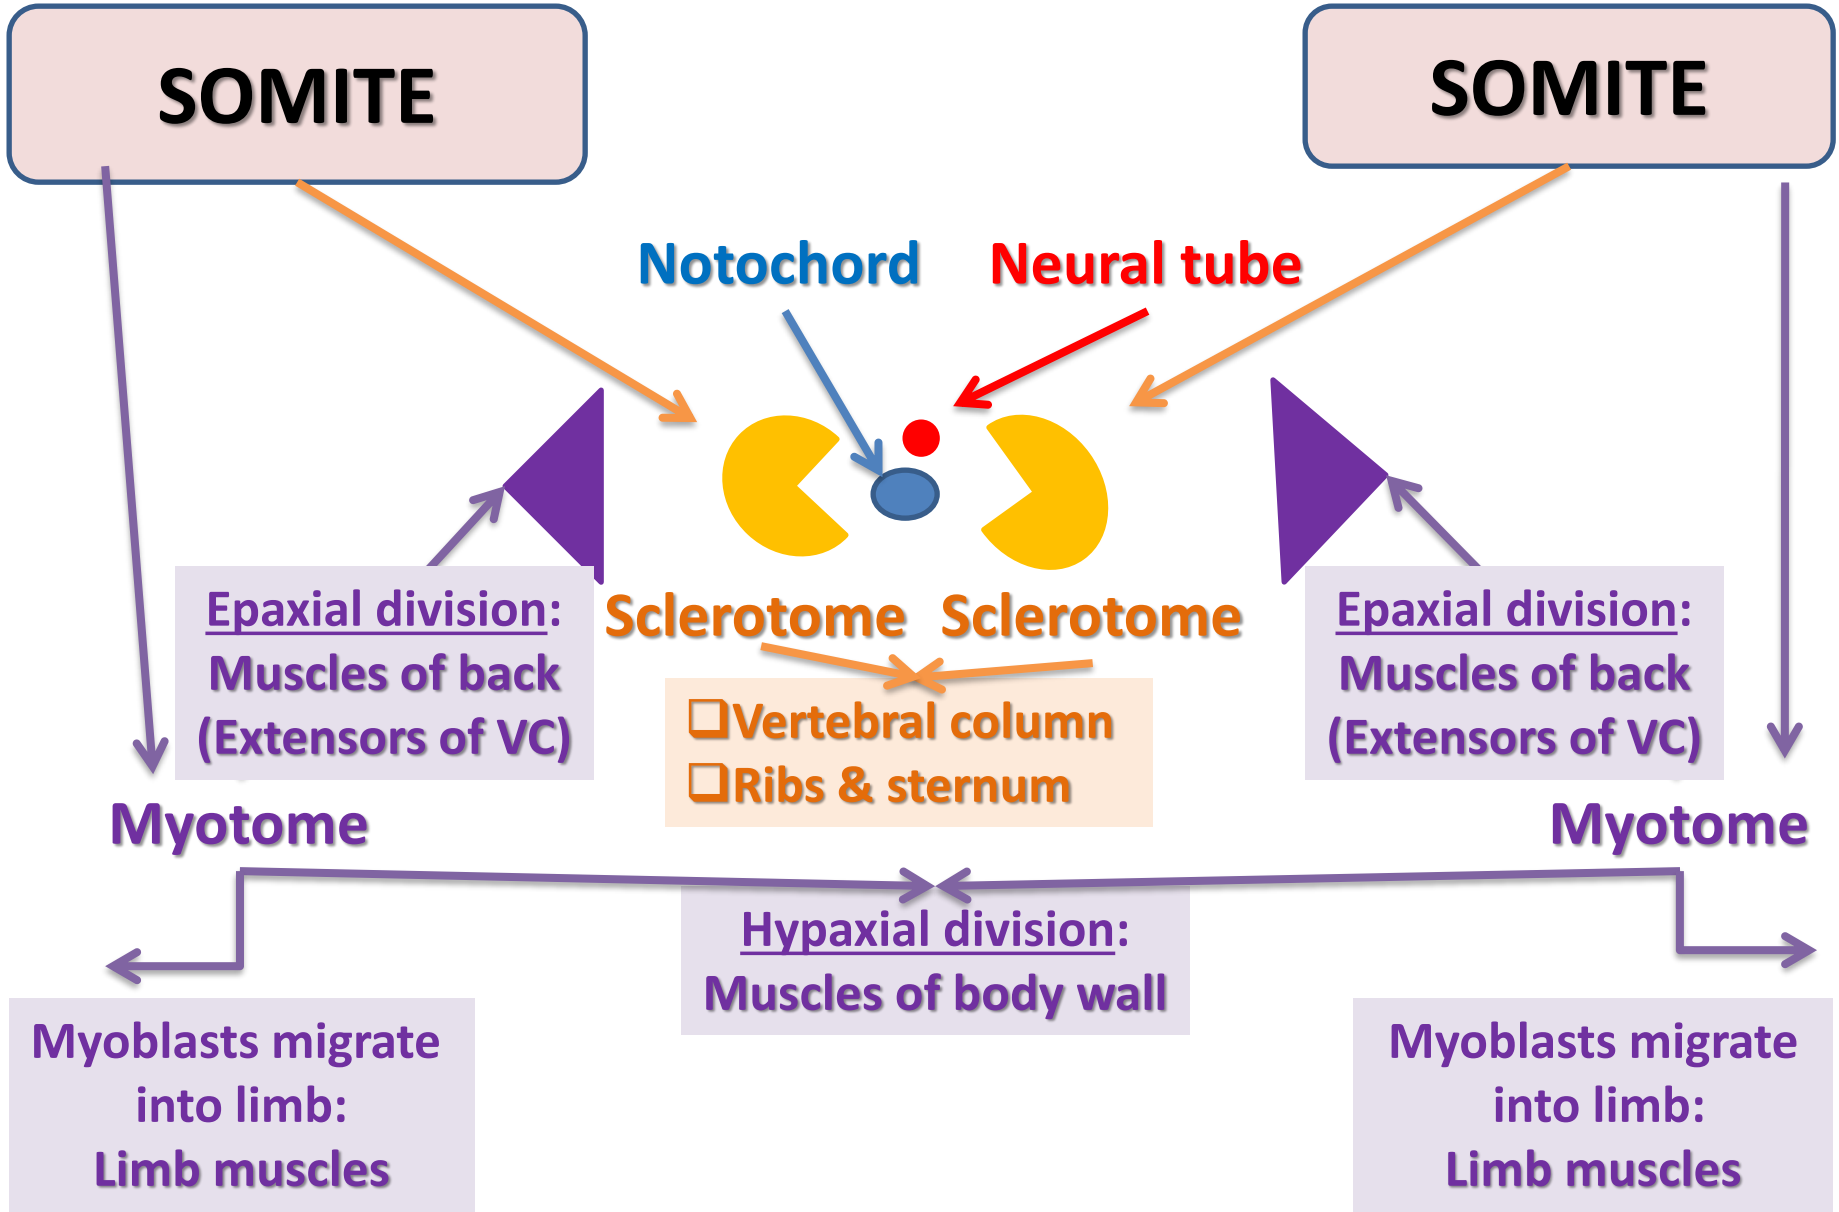 SOMITE
SOMITE
Notochord
Neural tube
Epaxial division:
Muscles of back
(Extensors of VC)
Sclerotome
Sclerotome
Epaxial division:
Muscles of back
(Extensors of VC)
❑Vertebral column
❑Ribs & sternum
Myotome
Myotome
Hypaxial division:
Muscles of body wall
Myoblasts migrate
into limb:
Limb muscles
Myoblasts migrate
into limb:
Limb muscles